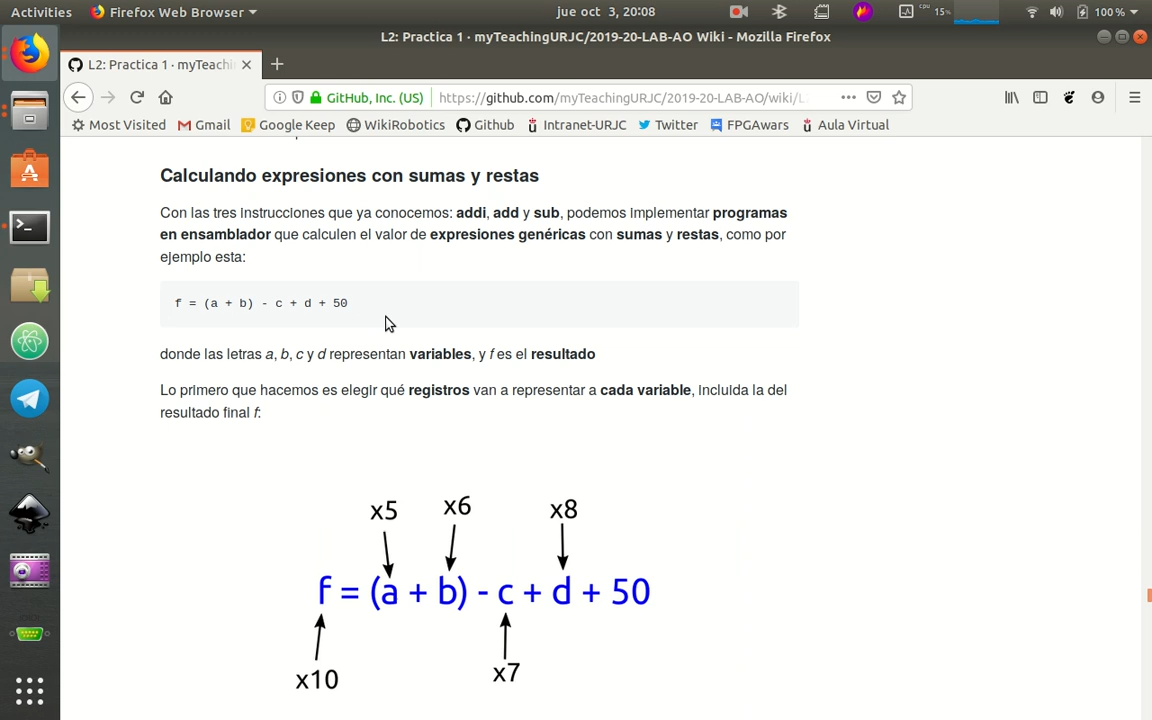 Actividades Firefox Web Browser jue oct 3, 20:08 cpu 15% 100%
L2: Practica 1 · myTeachingURJC/2019-20-LAB-AO Wiki - Mozilla Firefox
L2: Practica 1 · myTeachi
GitHub, Inc. (US) https://github.com/myTeachingURJC/2019-20-LAB-AO/wiki/L
Most Visited Gmail Google Keep WikiRobotics Github Intranet-URJC Twitter FPGAwars Aula Virtual
Calculando expresiones con sumas y restas
Con las tres instrucciones que ya conocemos: addi, add y sub, podemos implementar programas
en ensamblador que calculen el valor de expresiones genéricas con sumas y restas, como por
ejemplo esta:
f = (a + b) - c + d + 50
donde las letras a, b, c y d representan variables, y f es el resultado
Lo primero que hacemos es elegir qué registros van a representar a cada variable, incluida la del
resultado final f:
x5 x6 x8
f = (a + b) - c + d + 50
x10 x7